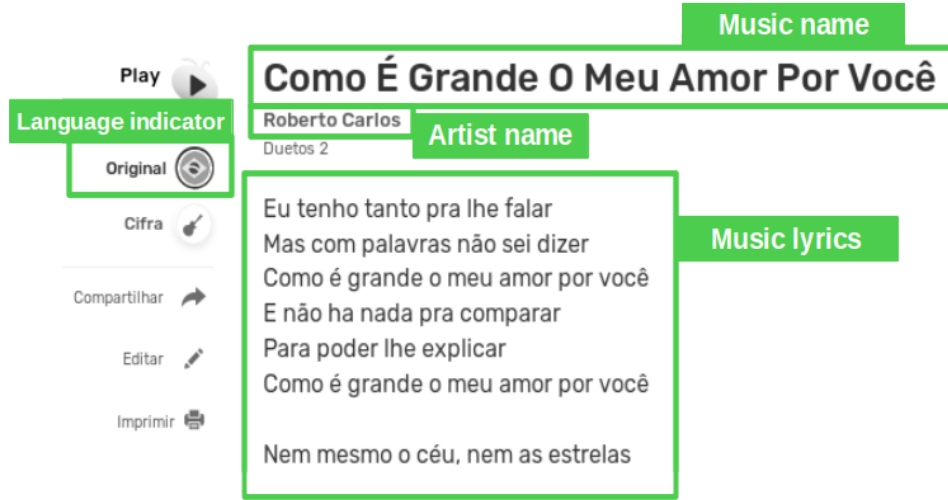 Music name
Play
Como É Grande O Meu Amor Por Você
Language indicator
Roberto Carlos
Artist name
Duetos 2
Original
Cifra
Compartilhar
Editar
Imprimir
Eu tenho tanto pra lhe falar
Mas com palavras não sei dizer
Como é grande o meu amor por você
E não ha nada pra comparar
Para poder lhe explicar
Como é grande o meu amor por você
Nem mesmo o céu, nem as estrelas
Music lyrics